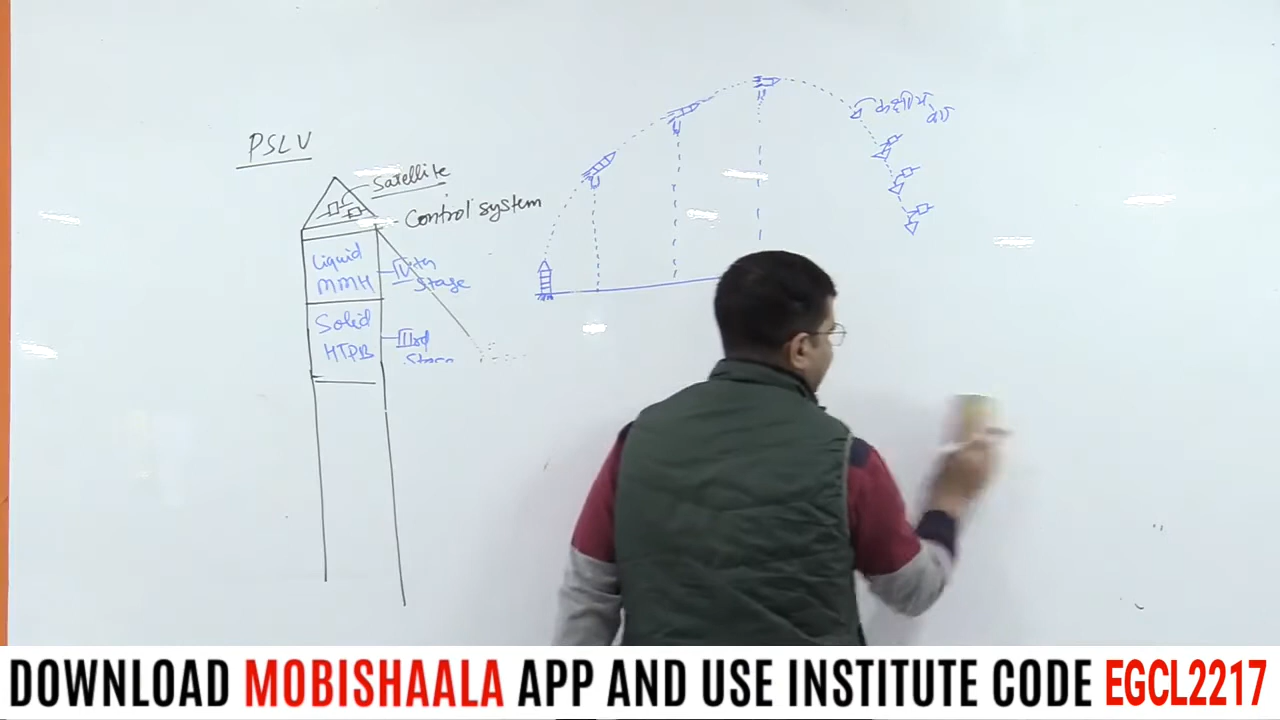 PSLV
Satellite
Control system
Liquid
MMH
IVth
Stage
Solid
HTPB
IIIrd
कक्षीय
DOWNLOAD MOBISHAALA APP AND USE INSTITUTE CODE EGCL2217